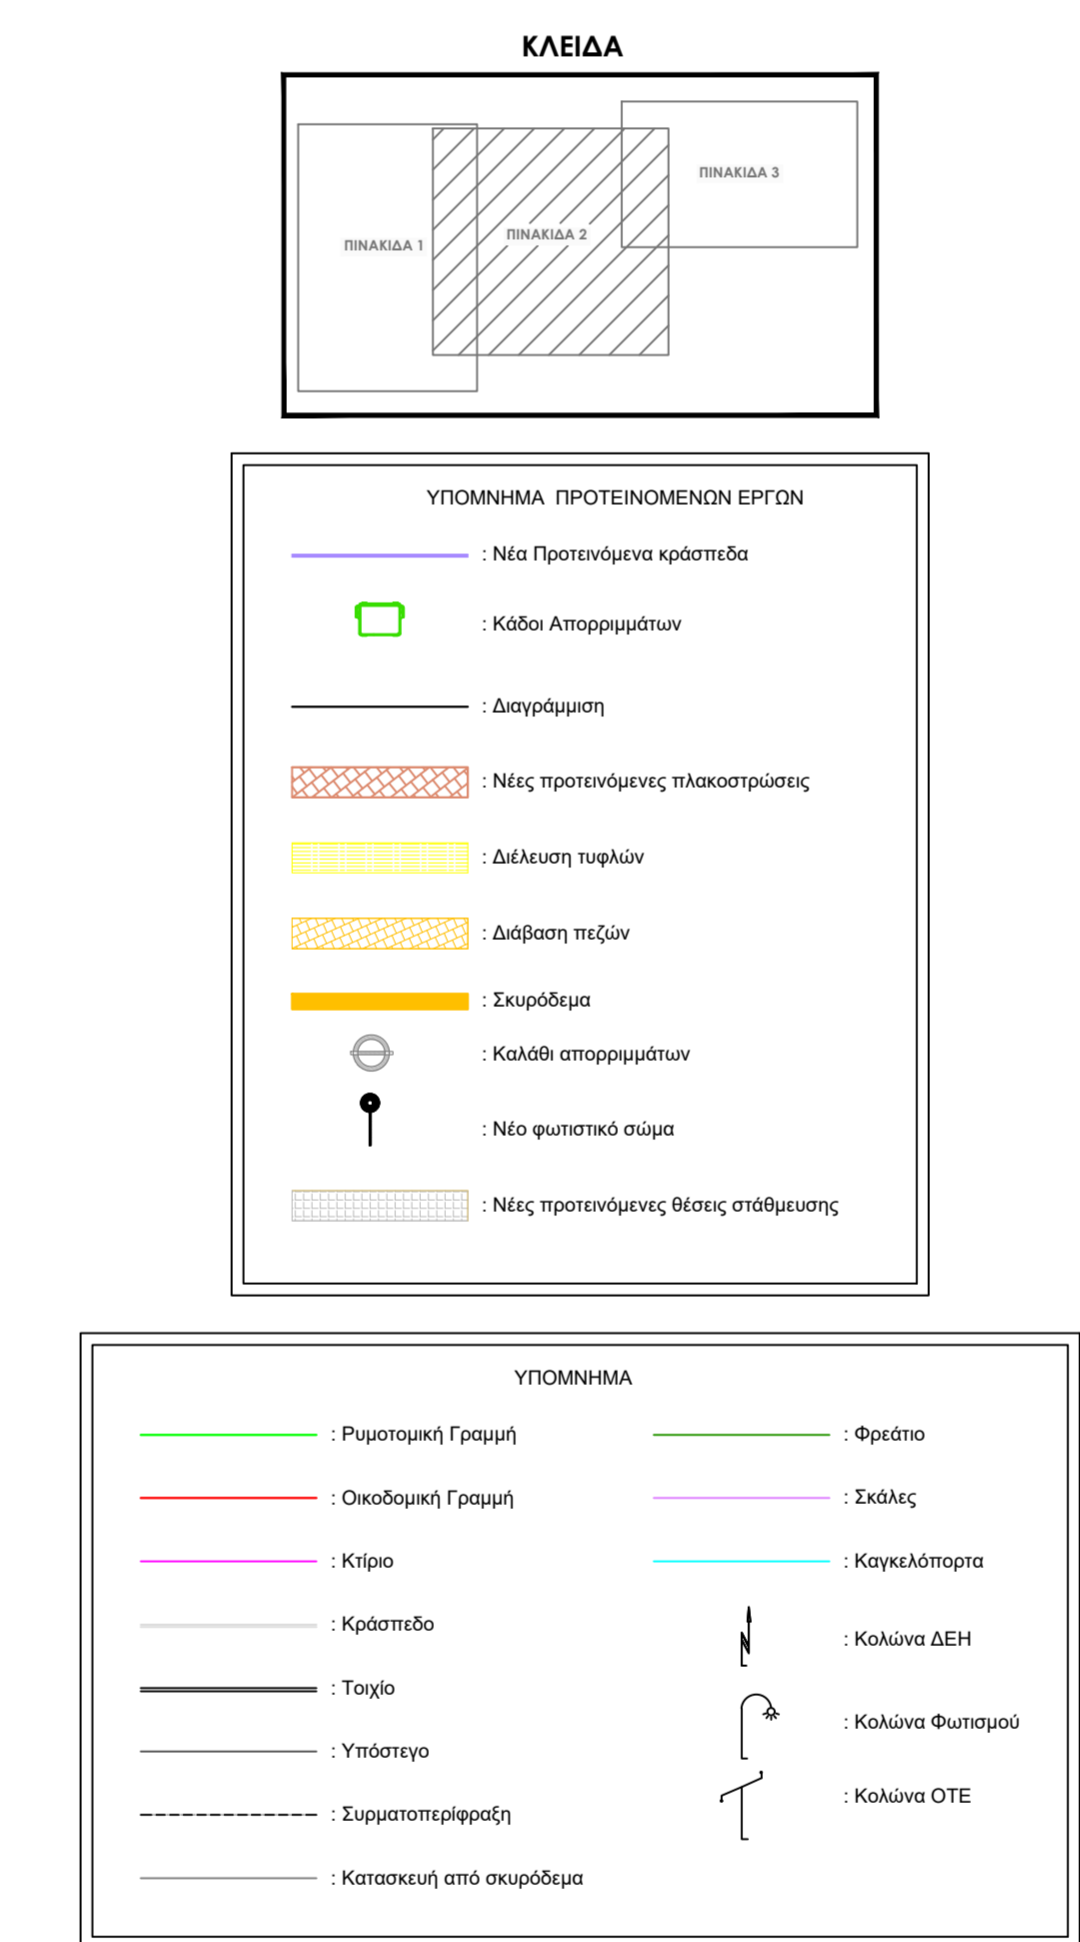 ΚΛΕΙΔΑ
ΠΙΝΑΚΙΔΑ 1
ΠΙΝΑΚΙΔΑ 2
ΠΙΝΑΚΙΔΑ 3
ΥΠΟΜΝΗΜΑ ΠΡΟΤΕΙΝΟΜΕΝΩΝ ΕΡΓΩΝ
: Νέα Προτεινόμενα κράσπεδα
: Κάδοι Απορριμμάτων
: Διαγράμμιση
: Νέες προτεινόμενες πλακοστρώσεις
: Διέλευση τυφλών
: Διάβαση πεζών
: Σκυρόδεμα
: Καλάθι απορριμμάτων
: Νέο φωτιστικό σώμα
: Νέες προτεινόμενες θέσεις στάθμευσης
ΥΠΟΜΝΗΜΑ
: Ρυμοτομική Γραμμή
: Οικοδομική Γραμμή
: Κτίριο
: Κράσπεδο
: Τοιχίο
: Υπόστεγο
: Συρματοπερίφραξη
: Κατασκευή από σκυρόδεμα
: Φρεάτιο
: Σκάλες
: Καγκελόπορτα
: Κολώνα ΔΕΗ
: Κολώνα Φωτισμού
: Κολώνα ΟΤΕ